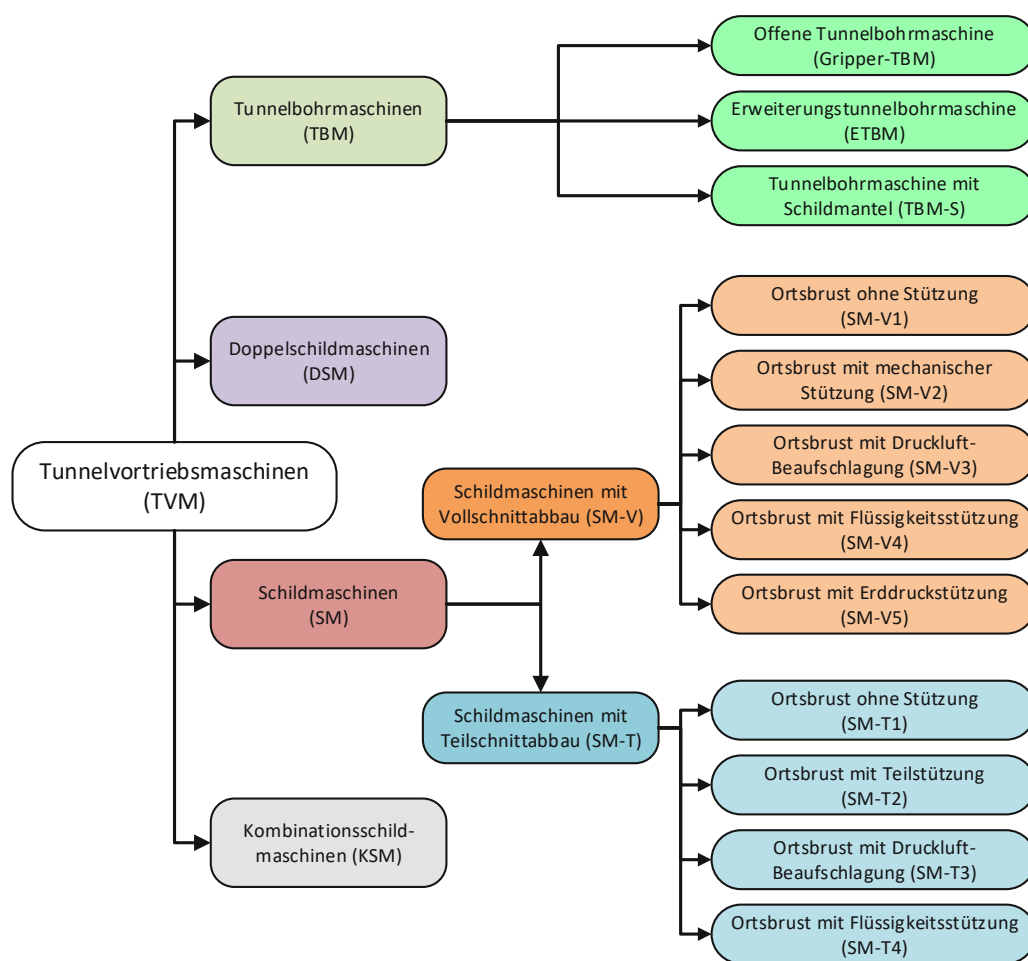 Tunnelvortriebsmaschinen
(TVM)
Tunnelbohrmaschinen
(TBM)
Offene Tunnelbohrmaschine
(Gripper-TBM)
Erweiterungstunnelbohrmaschine
(ETBM)
Tunnelbohrmaschine mit
Schildmantel (TBM-S)
Doppelschildmaschinen
(DSM)
Schildmaschinen
(SM)
Schildmaschinen mit
Vollschnittabbau (SM-V)
Ortsbrust ohne Stützung
(SM-V1)
Ortsbrust mit mechanischer
Stützung (SM-V2)
Ortsbrust mit Druckluft-
Beaufschlagung (SM-V3)
Ortsbrust mit Flüssigkeitsstützung
(SM-V4)
Ortsbrust mit Erddruckstützung
(SM-V5)
Schildmaschinen mit
Teilschnittabbau (SM-T)
Ortsbrust ohne Stützung
(SM-T1)
Ortsbrust mit Teilstützung
(SM-T2)
Ortsbrust mit Druckluft-
Beaufschlagung (SM-T3)
Ortsbrust mit Flüssigkeitsstützung
(SM-T4)
Kombinationsschild-
maschinen (KSM)